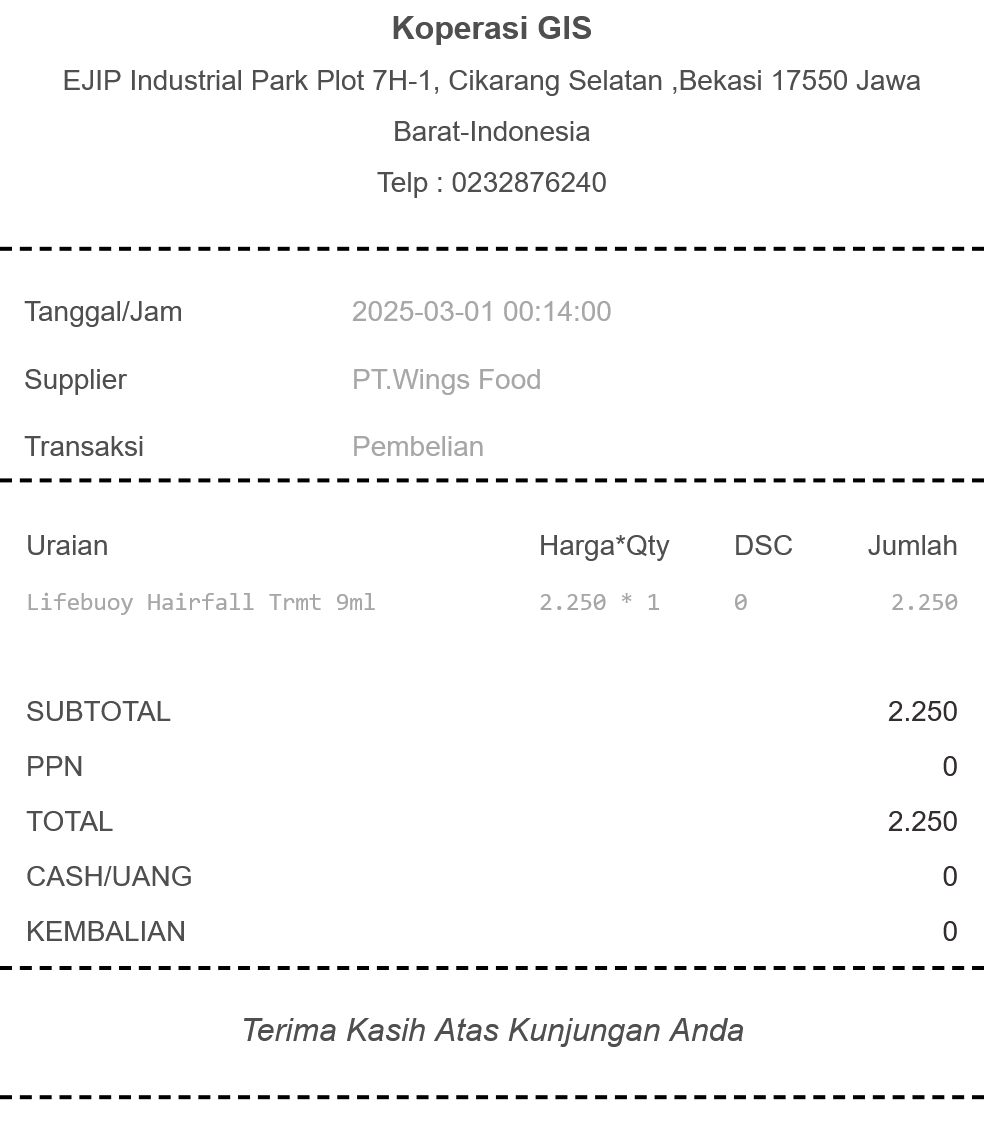 Koperasi GIS
EJIP Industrial Park Plot 7H-1, Cikarang Selatan ,Bekasi 17550 Jawa
Barat-Indonesia
Telp : 0232876240
Tanggal/Jam 2025-03-01 00:14:00
Supplier PT.Wings Food
Transaksi Pembelian
Uraian Harga*Qty DSC Jumlah
Lifebuoy Hairfall Trmt 9ml 2.250 * 1 0 2.250
SUBTOTAL 2.250
PPN 0
TOTAL 2.250
CASH/UANG 0
KEMBALIAN 0
Terima Kasih Atas Kunjungan Anda